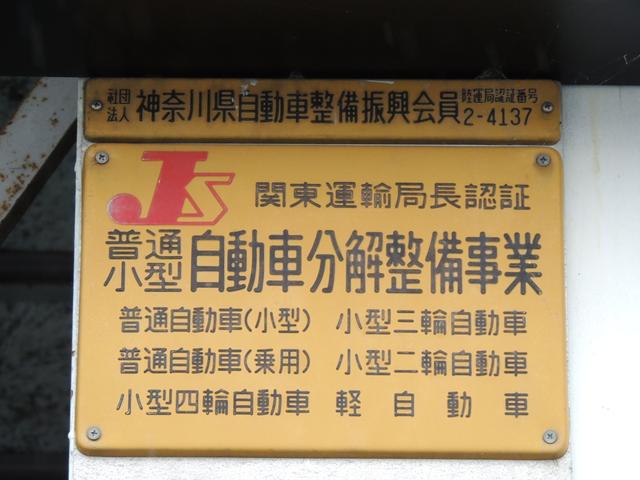 社団法人 神奈川県自動車整備振興会員 陸運局認証番号 2-4137
JS 関東運輸局長認証
普通小型 自動車分解整備事業
普通自動車(小型) 小型三輪自動車
普通自動車(乗用) 小型二輪自動車
小型四輪自動車 軽自動車